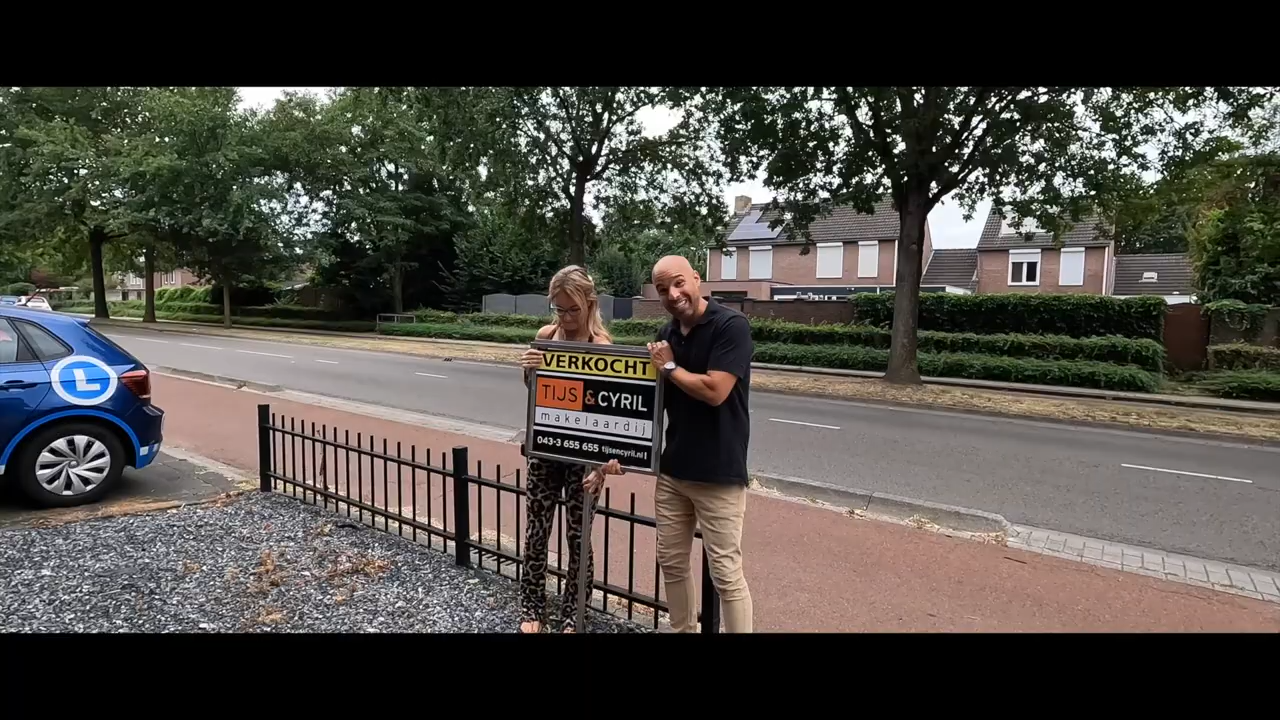 L
VERKOCHT
TIJS & CYRIL
makelaardij
043-3 655 655 tijsencyril.nl